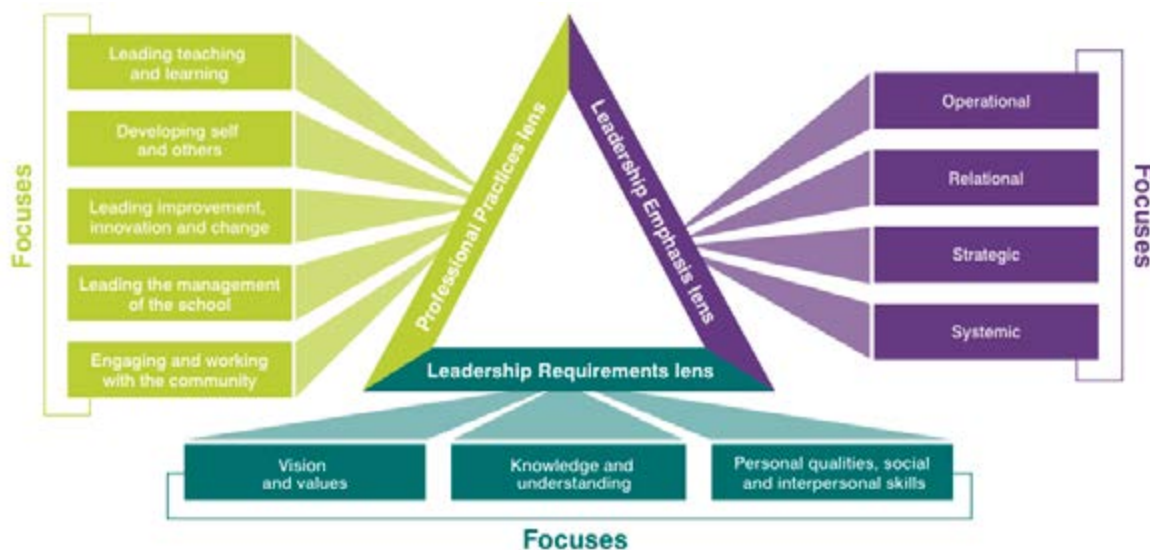 Focuses
Leading teaching
and learning
Developing self
and others
Leading improvement,
innovation and change
Leading the management
of the school
Engaging and working
with the community
Professional Practices lens
Leadership Emphasis lens
Leadership Requirements lens
Operational
Relational
Strategic
Systemic
Focuses
Vision
and values
Knowledge and
understanding
Personal qualities, social
and interpersonal skills
Focuses